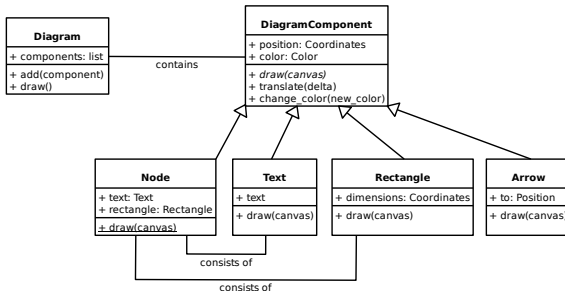 Diagram
+ components: list
+ add(component)
+ draw()
contains
DiagramComponent
+ position: Coordinates
+ color: Color
+ draw(canvas)
+ translate(delta)
+ change_color(new_color)
Node
+ text: Text
+ rectangle: Rectangle
+ draw(canvas)
Text
+ text
+ draw(canvas)
Rectangle
+ dimensions: Coordinates
+ draw(canvas)
Arrow
+ to: Position
+ draw(canvas)
consists of
consists of